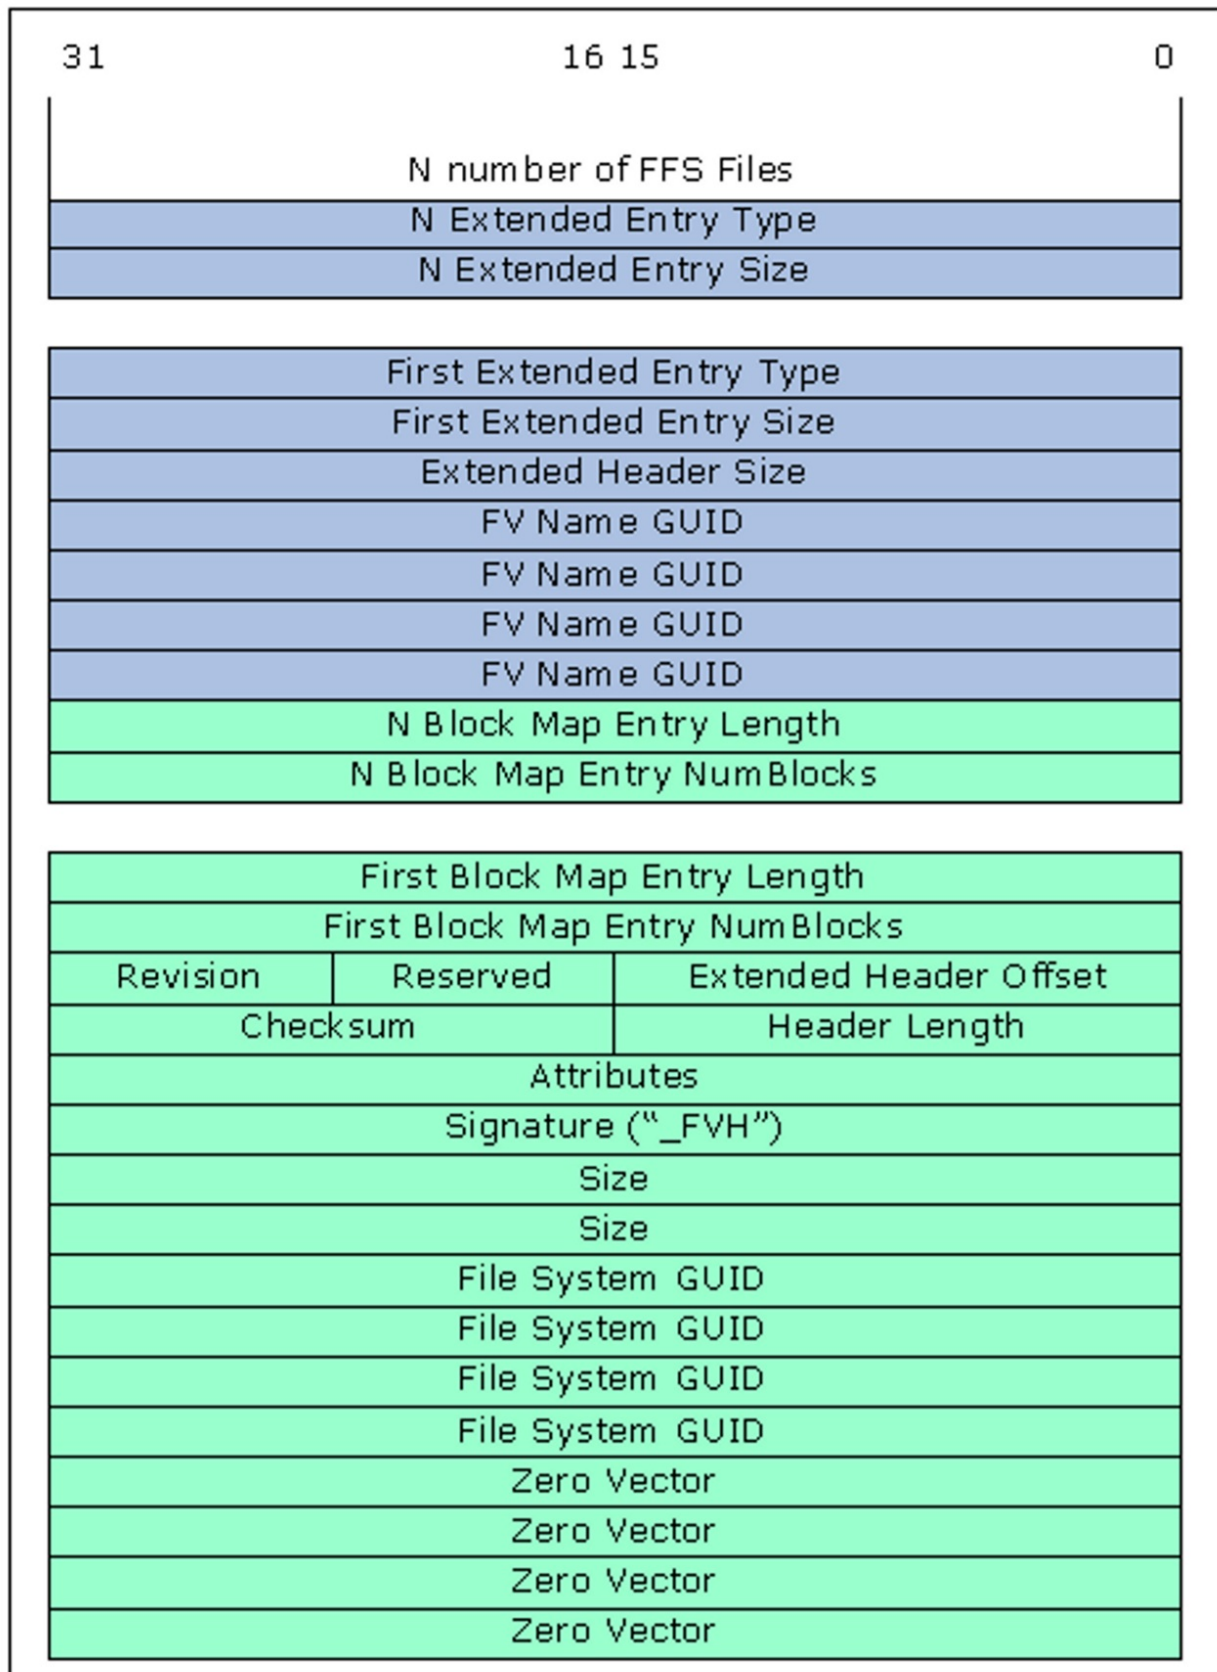 31 16 15 0
N number of FFS Files
N Extended Entry Type
N Extended Entry Size
First Extended Entry Type
First Extended Entry Size
Extended Header Size
FV Name GUID
FV Name GUID
FV Name GUID
FV Name GUID
N Block Map Entry Length
N Block Map Entry NumBlocks
First Block Map Entry Length
First Block Map Entry NumBlocks
Revision Reserved Extended Header Offset
Checksum Header Length
Attributes
Signature (“_FVH”)
Size
Size
File System GUID
File System GUID
File System GUID
File System GUID
Zero Vector
Zero Vector
Zero Vector
Zero Vector